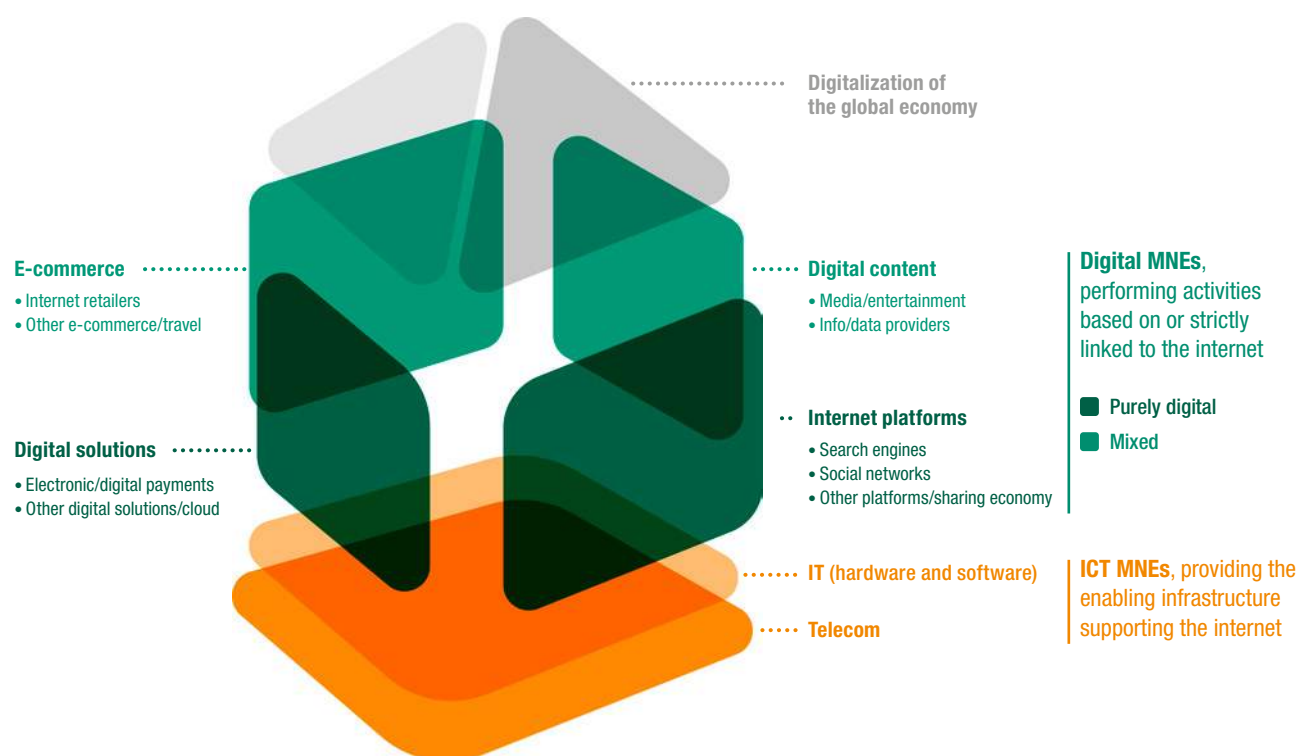 Digitalization of
the global economy
E-commerce
• Internet retailers
• Other e-commerce/travel
Digital content
• Media/entertainment
• Info/data providers
Digital MNEs,
performing activities
based on or strictly
linked to the internet
Purely digital
Mixed
Digital solutions
• Electronic/digital payments
• Other digital solutions/cloud
Internet platforms
• Search engines
• Social networks
• Other platforms/sharing economy
IT (hardware and software)
Telecom
ICT MNEs, providing the
enabling infrastructure
supporting the internet